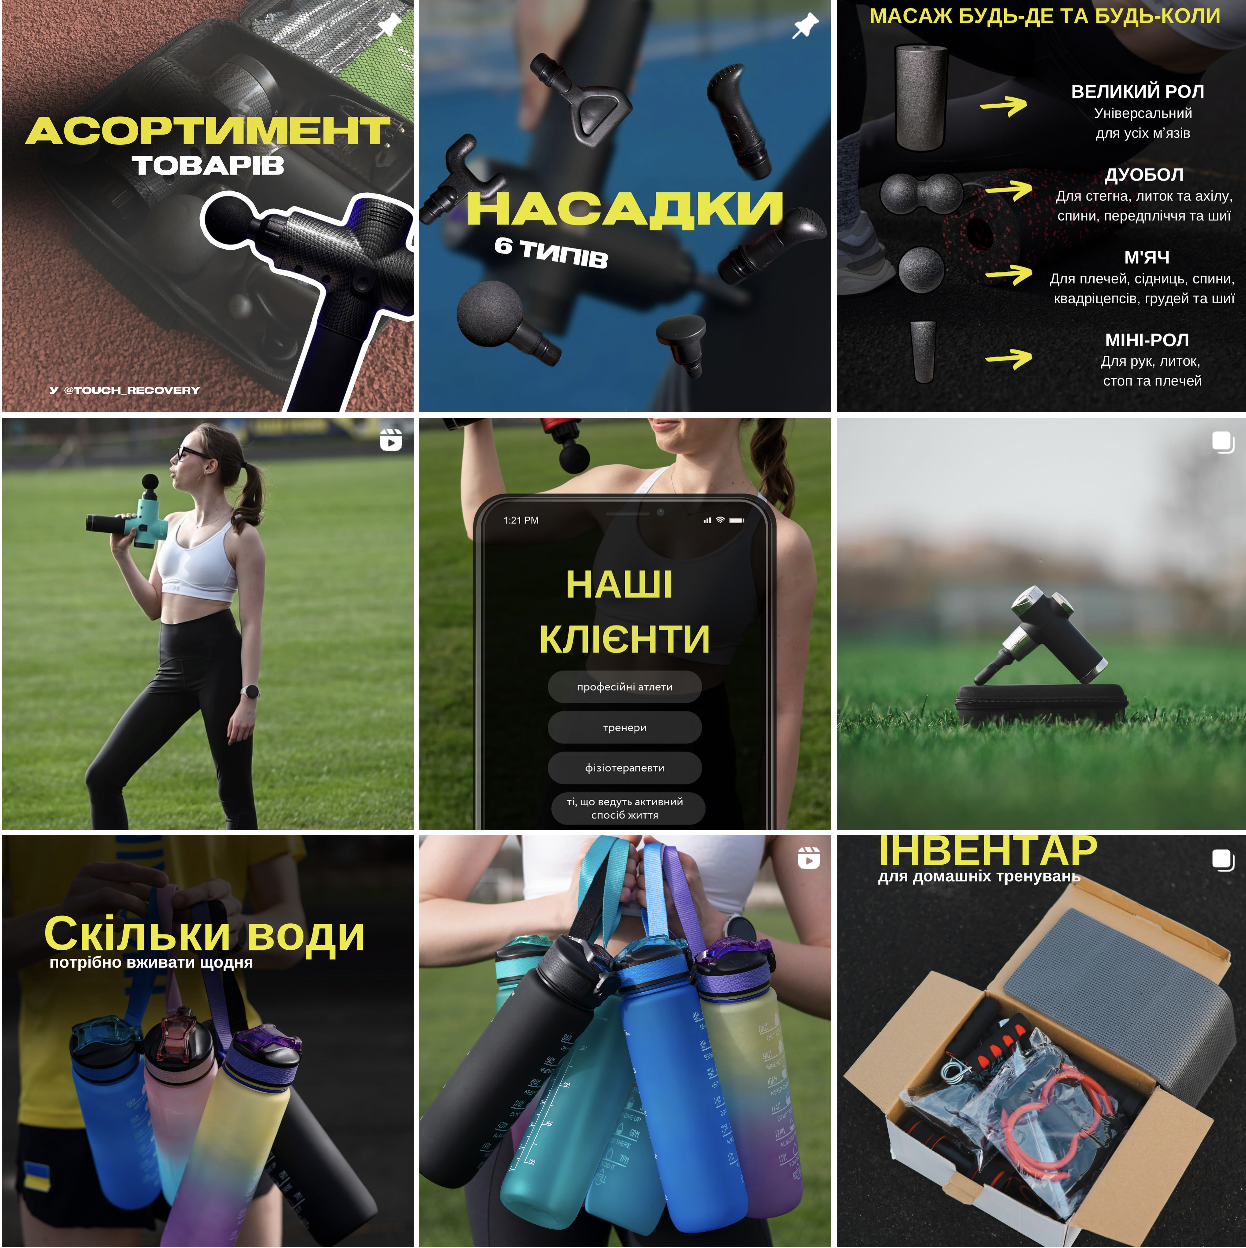 АСОРТИМЕНТ
ТОВАРІВ
У @TOUCH_RECOVERY
НАСАДКИ
6 ТИПІВ
МАСАЖ БУДЬ-ДЕ ТА БУДЬ-КОЛИ
ВЕЛИКИЙ РОЛ
Універсальний
для усіх м'язів
ДУОБОЛ
Для стегна, литок та ахілу,
спини, передпліччя та шиї
М'ЯЧ
Для плечей, сідниць, спини,
квадріцепсів, грудей та шиї
МІНІ-РОЛ
Для рук, литок,
стоп та плечей
1:21 PM
НАШІ
КЛІЄНТИ
професійні атлети
тренери
фізіотерапевти
ті, що ведуть активний
спосіб життя
Скільки води
потрібно вживати щодня
ІНВЕНТАР
для домашніх тренувань